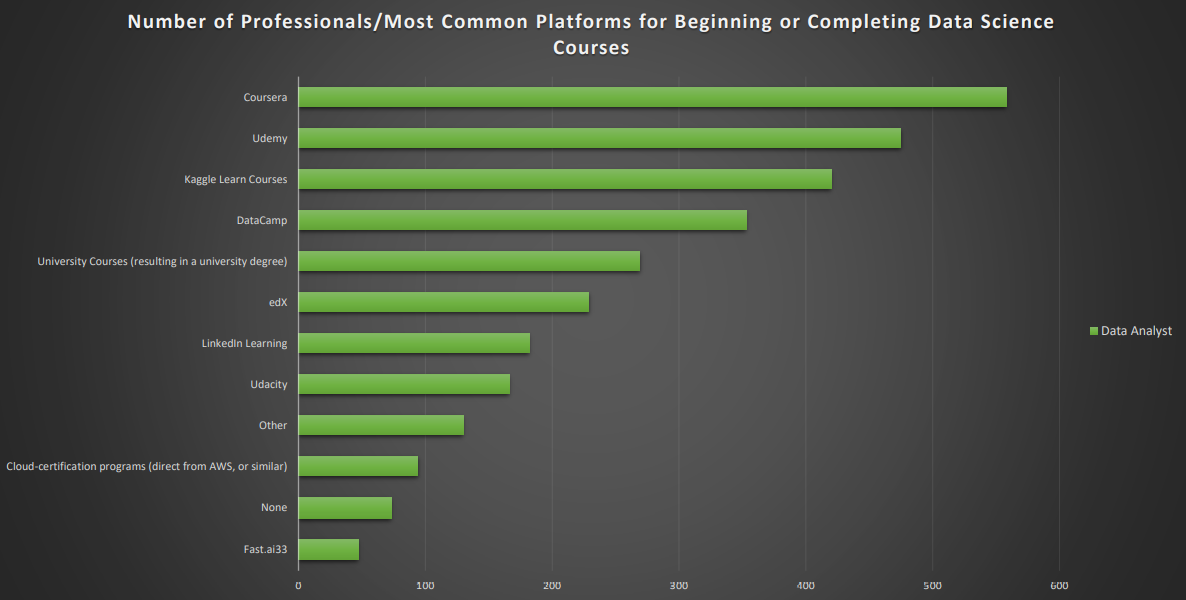 Number of Professionals/Most Common Platforms for Beginning or Completing Data Science
Courses
Coursera
Udemy
Kaggle Learn Courses
DataCamp
University Courses (resulting in a university degree)
edX
LinkedIn Learning
Udacity
Other
Cloud-certification programs (direct from AWS, or similar)
None
Fast.ai33
0 100 200 300 400 500 600
Data Analyst